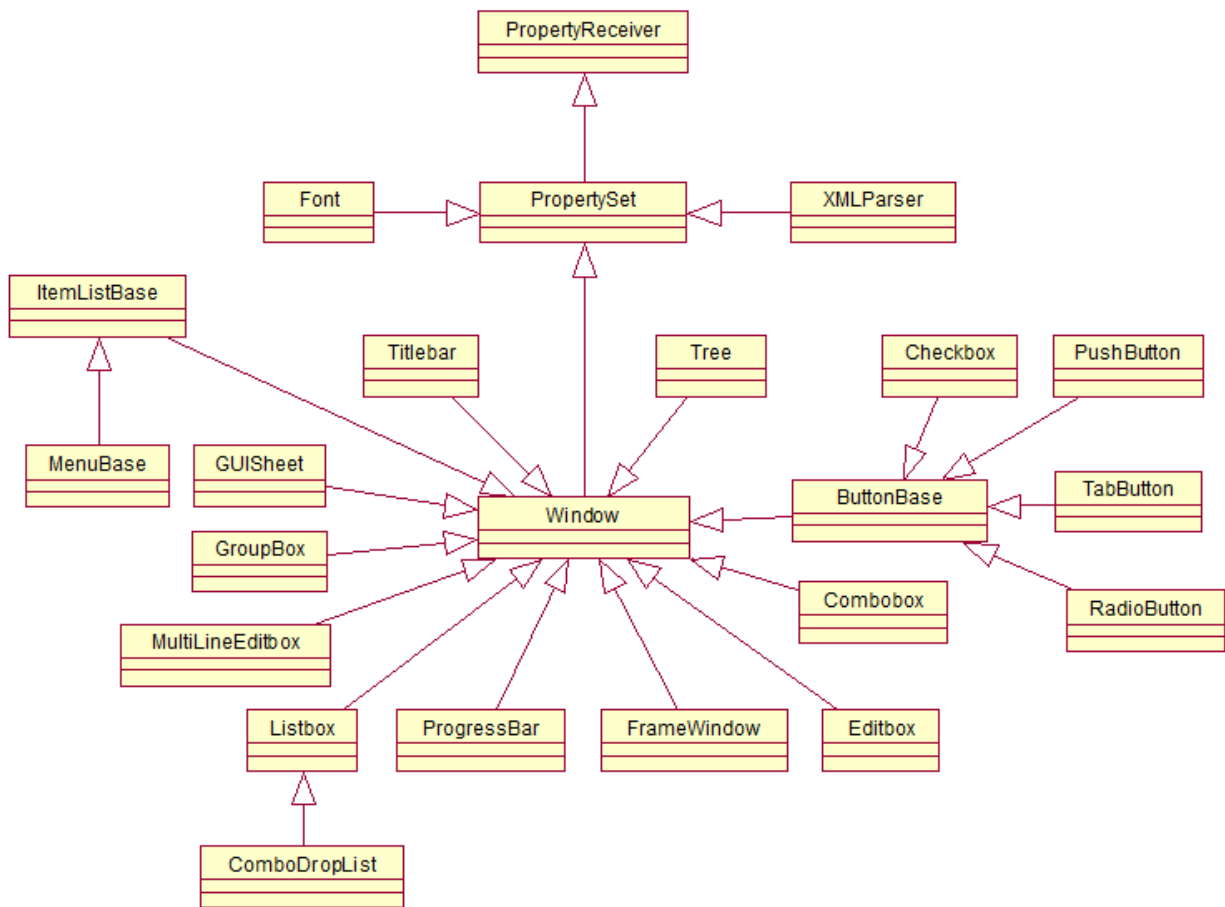 PropertyReceiver
Font
PropertySet
XMLParser
ItemListBase
Titlebar
Tree
Checkbox
PushButton
MenuBase
GUISheet
Window
ButtonBase
TabButton
GroupBox
Combobox
RadioButton
MultiLineEditbox
Listbox
ProgressBar
FrameWindow
Editbox
ComboDropList